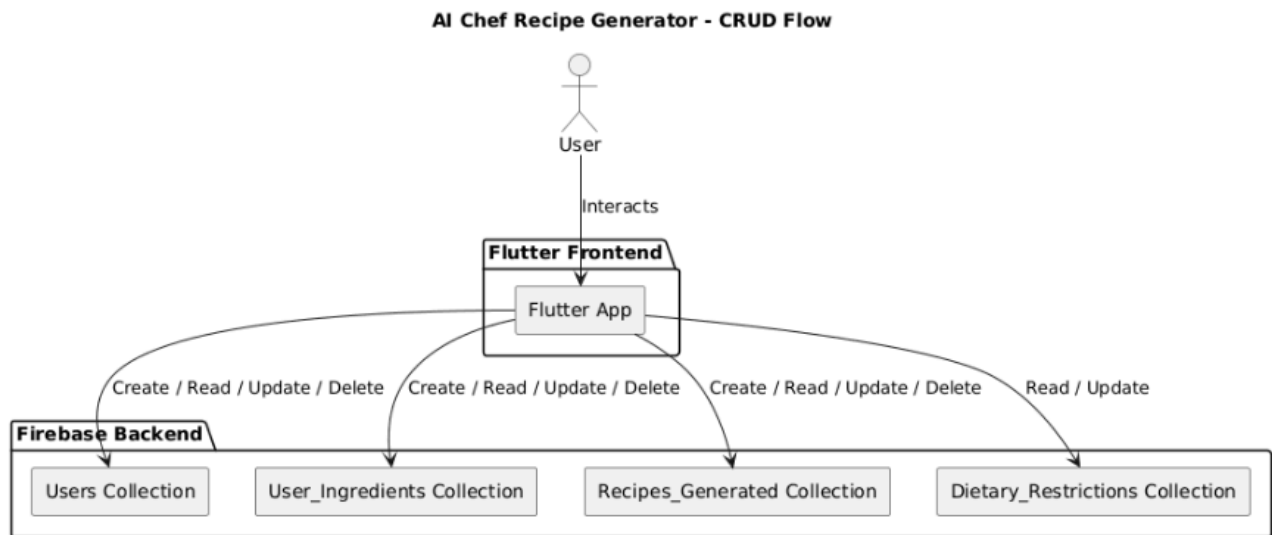 AI Chef Recipe Generator - CRUD Flow
User
Interacts
Flutter Frontend
Flutter App
Create / Read / Update / Delete
Create / Read / Update / Delete
Create / Read / Update / Delete
Read / Update
Firebase Backend
Users Collection
User_Ingredients Collection
Recipes_Generated Collection
Dietary_Restrictions Collection